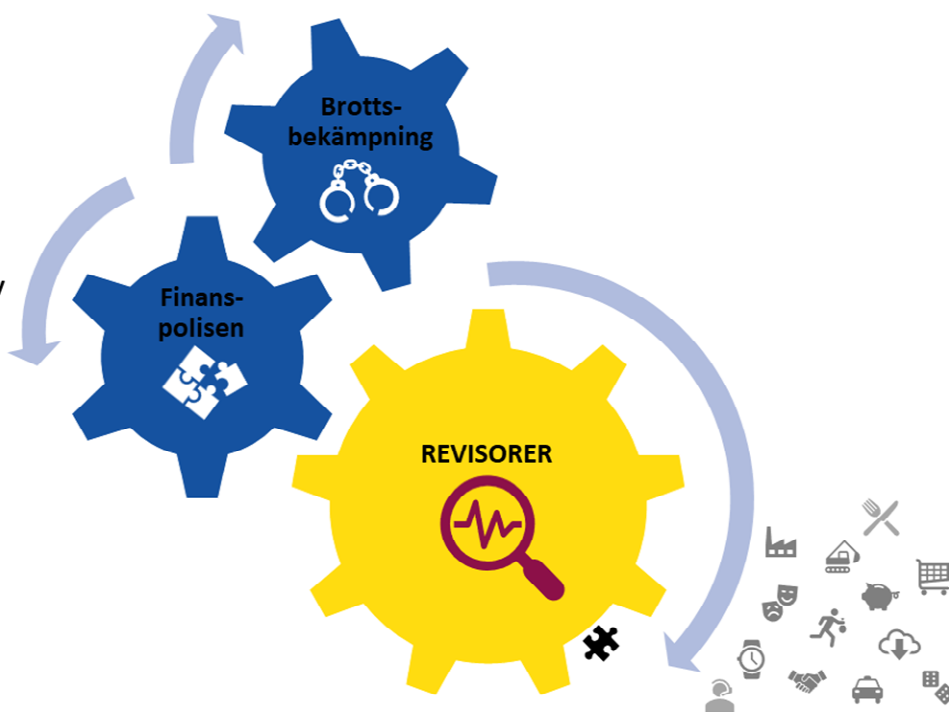 Brotts-
bekämpning
Finans-
polisen
REVISORER